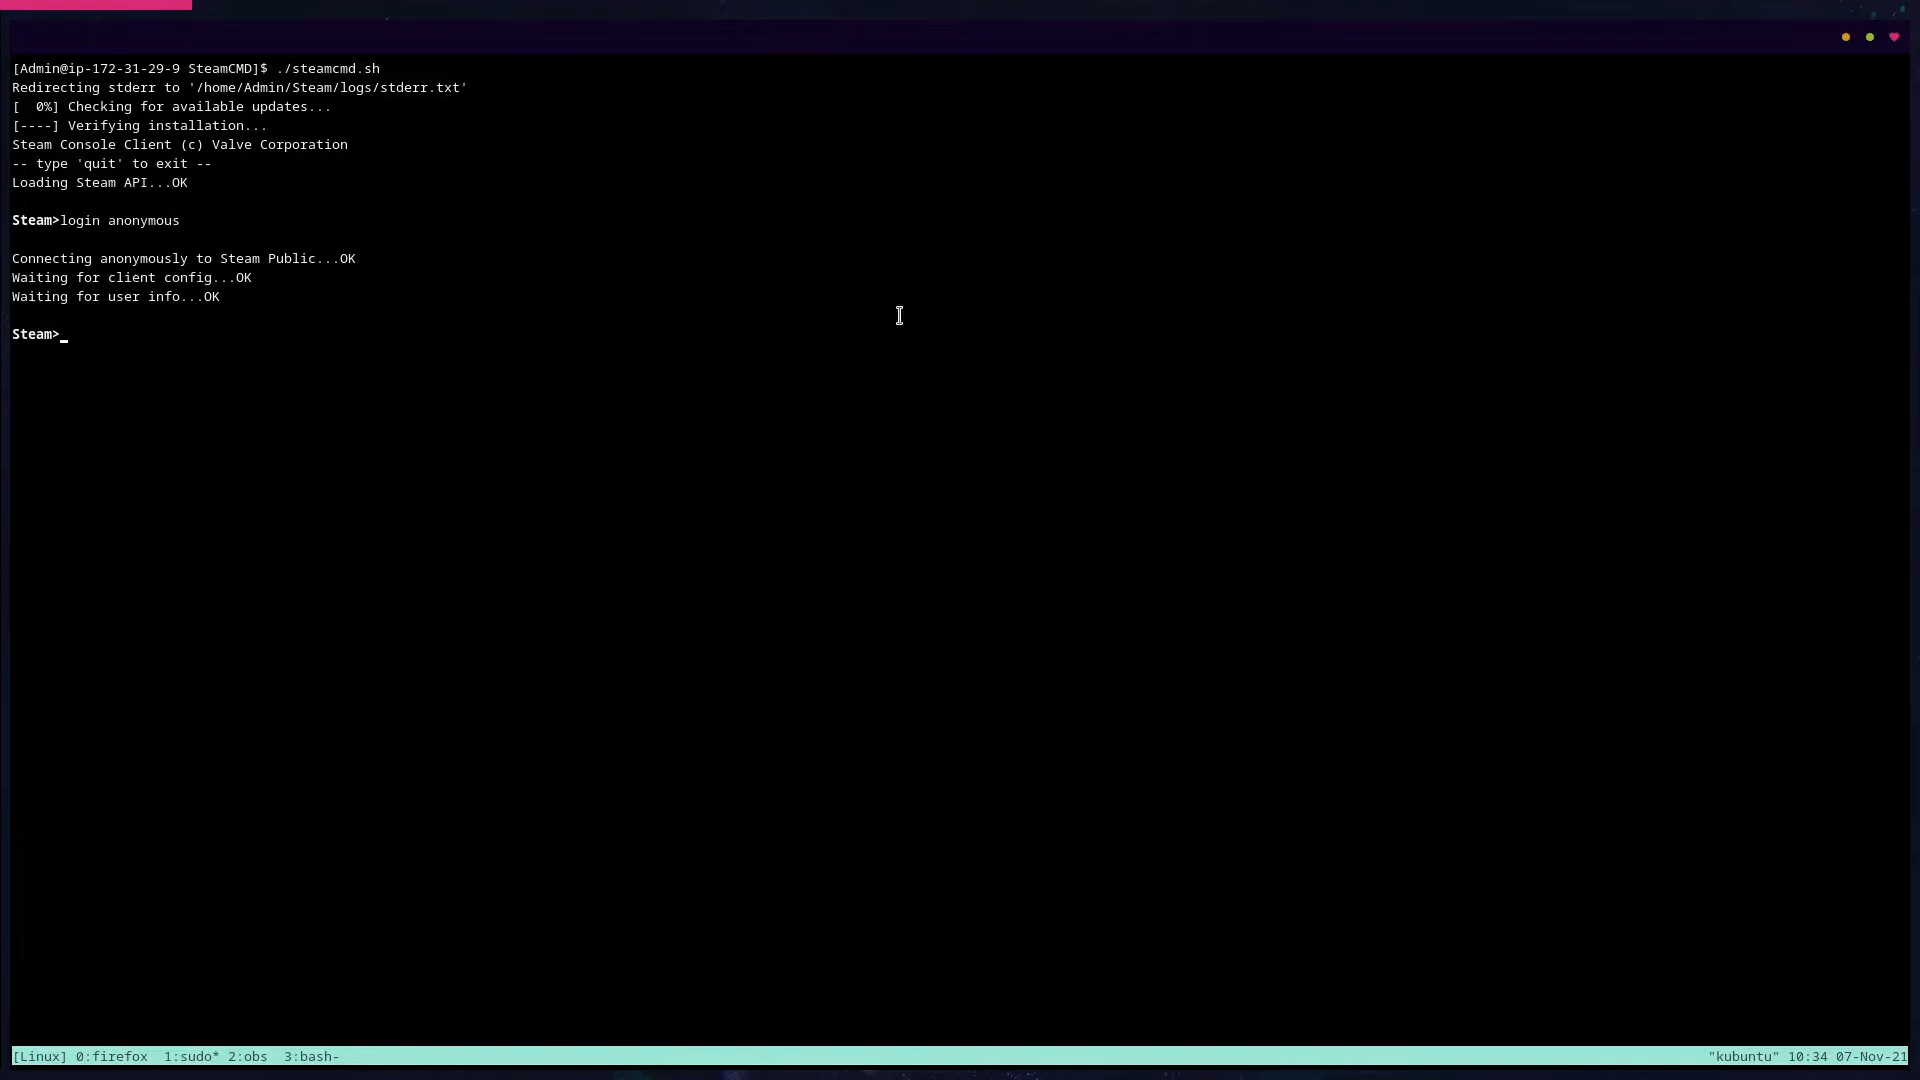 [Admin@ip-172-31-29-9 SteamCMD]$ ./steamcmd.sh
Redirecting stderr to '/home/Admin/Steam/logs/stderr.txt'
[  0%] Checking for available updates...
[----] Verifying installation...
Steam Console Client (c) Valve Corporation
-- type 'quit' to exit --
Loading Steam API...OK
Steam>login anonymous
Connecting anonymously to Steam Public...OK
Waiting for client config...OK
Waiting for user info...OK
Steam>
[Linux] 0:firefox  1:sudo* 2:obs  3:bash- "kubuntu" 10:34 07-Nov-21